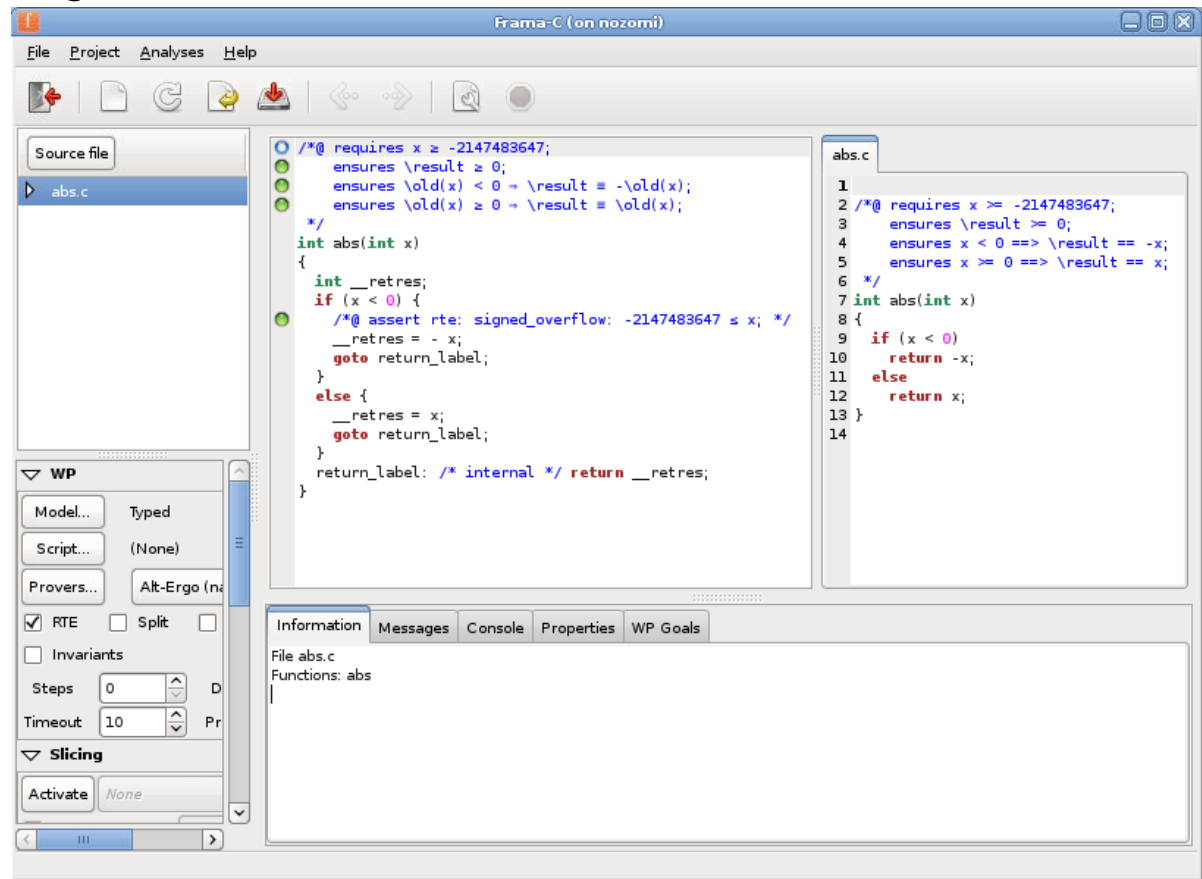 Frama-C (on nozomi)
File Project Analyses Help
Source file
abs.c
/*@ requires x ≥ -2147483647;
ensures \result ≥ 0;
ensures \old(x) < 0 ⇒ \result ≡ -\old(x);
ensures \old(x) ≥ 0 ⇒ \result ≡ \old(x);
*/
int abs(int x)
{
int __retres;
if (x < 0) {
/*@ assert rte: signed_overflow: -2147483647 ≤ x; */
__retres = - x;
goto return_label;
}
else {
__retres = x;
goto return_label;
}
return_label: /* internal */ return __retres;
}
abs.c
1
2 /*@ requires x >= -2147483647;
3 ensures \result >= 0;
4 ensures x < 0 ==> \result == -x;
5 ensures x >= 0 ==> \result == x;
6 */
7 int abs(int x)
8 {
9 if (x < 0)
10 return -x;
11 else
12 return x;
13 }
14
WP
Model... Typed
Script... (None)
Provers... Alt-Ergo (na
RTE Split
Invariants
Steps 0 D
Timeout 10 Pr
Slicing
Activate None
Information Messages Console Properties WP Goals
File abs.c
Functions: abs